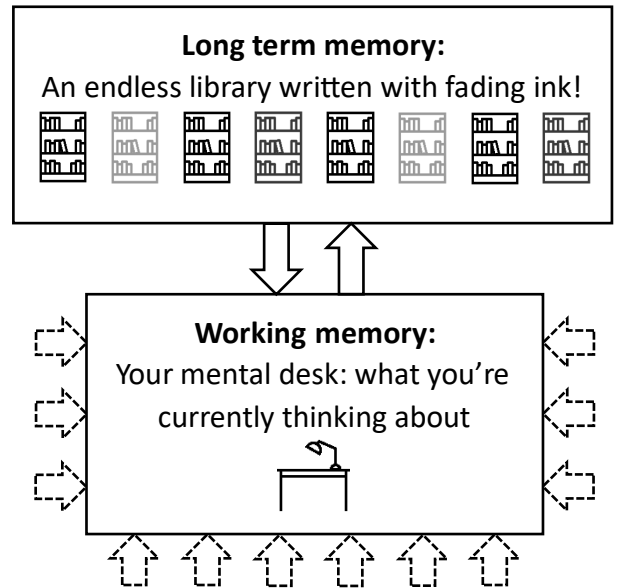 Long term memory:
An endless library written with fading ink!
Working memory:
Your mental desk: what you’re
currently thinking about